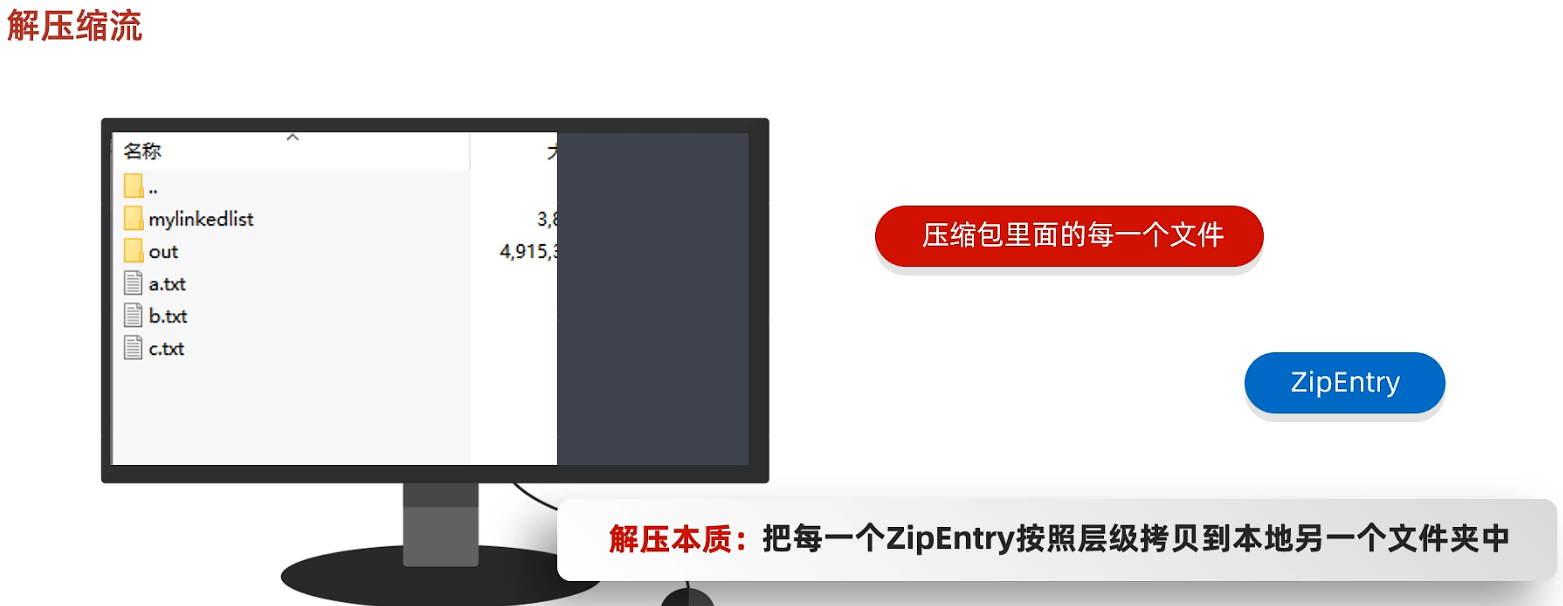 解压缩流
名称
..
mylinkedlist
out
a.txt
b.txt
c.txt
压缩包里面的每一个文件
ZipEntry
解压本质：把每一个ZipEntry按照层级拷贝到本地另一个文件夹中